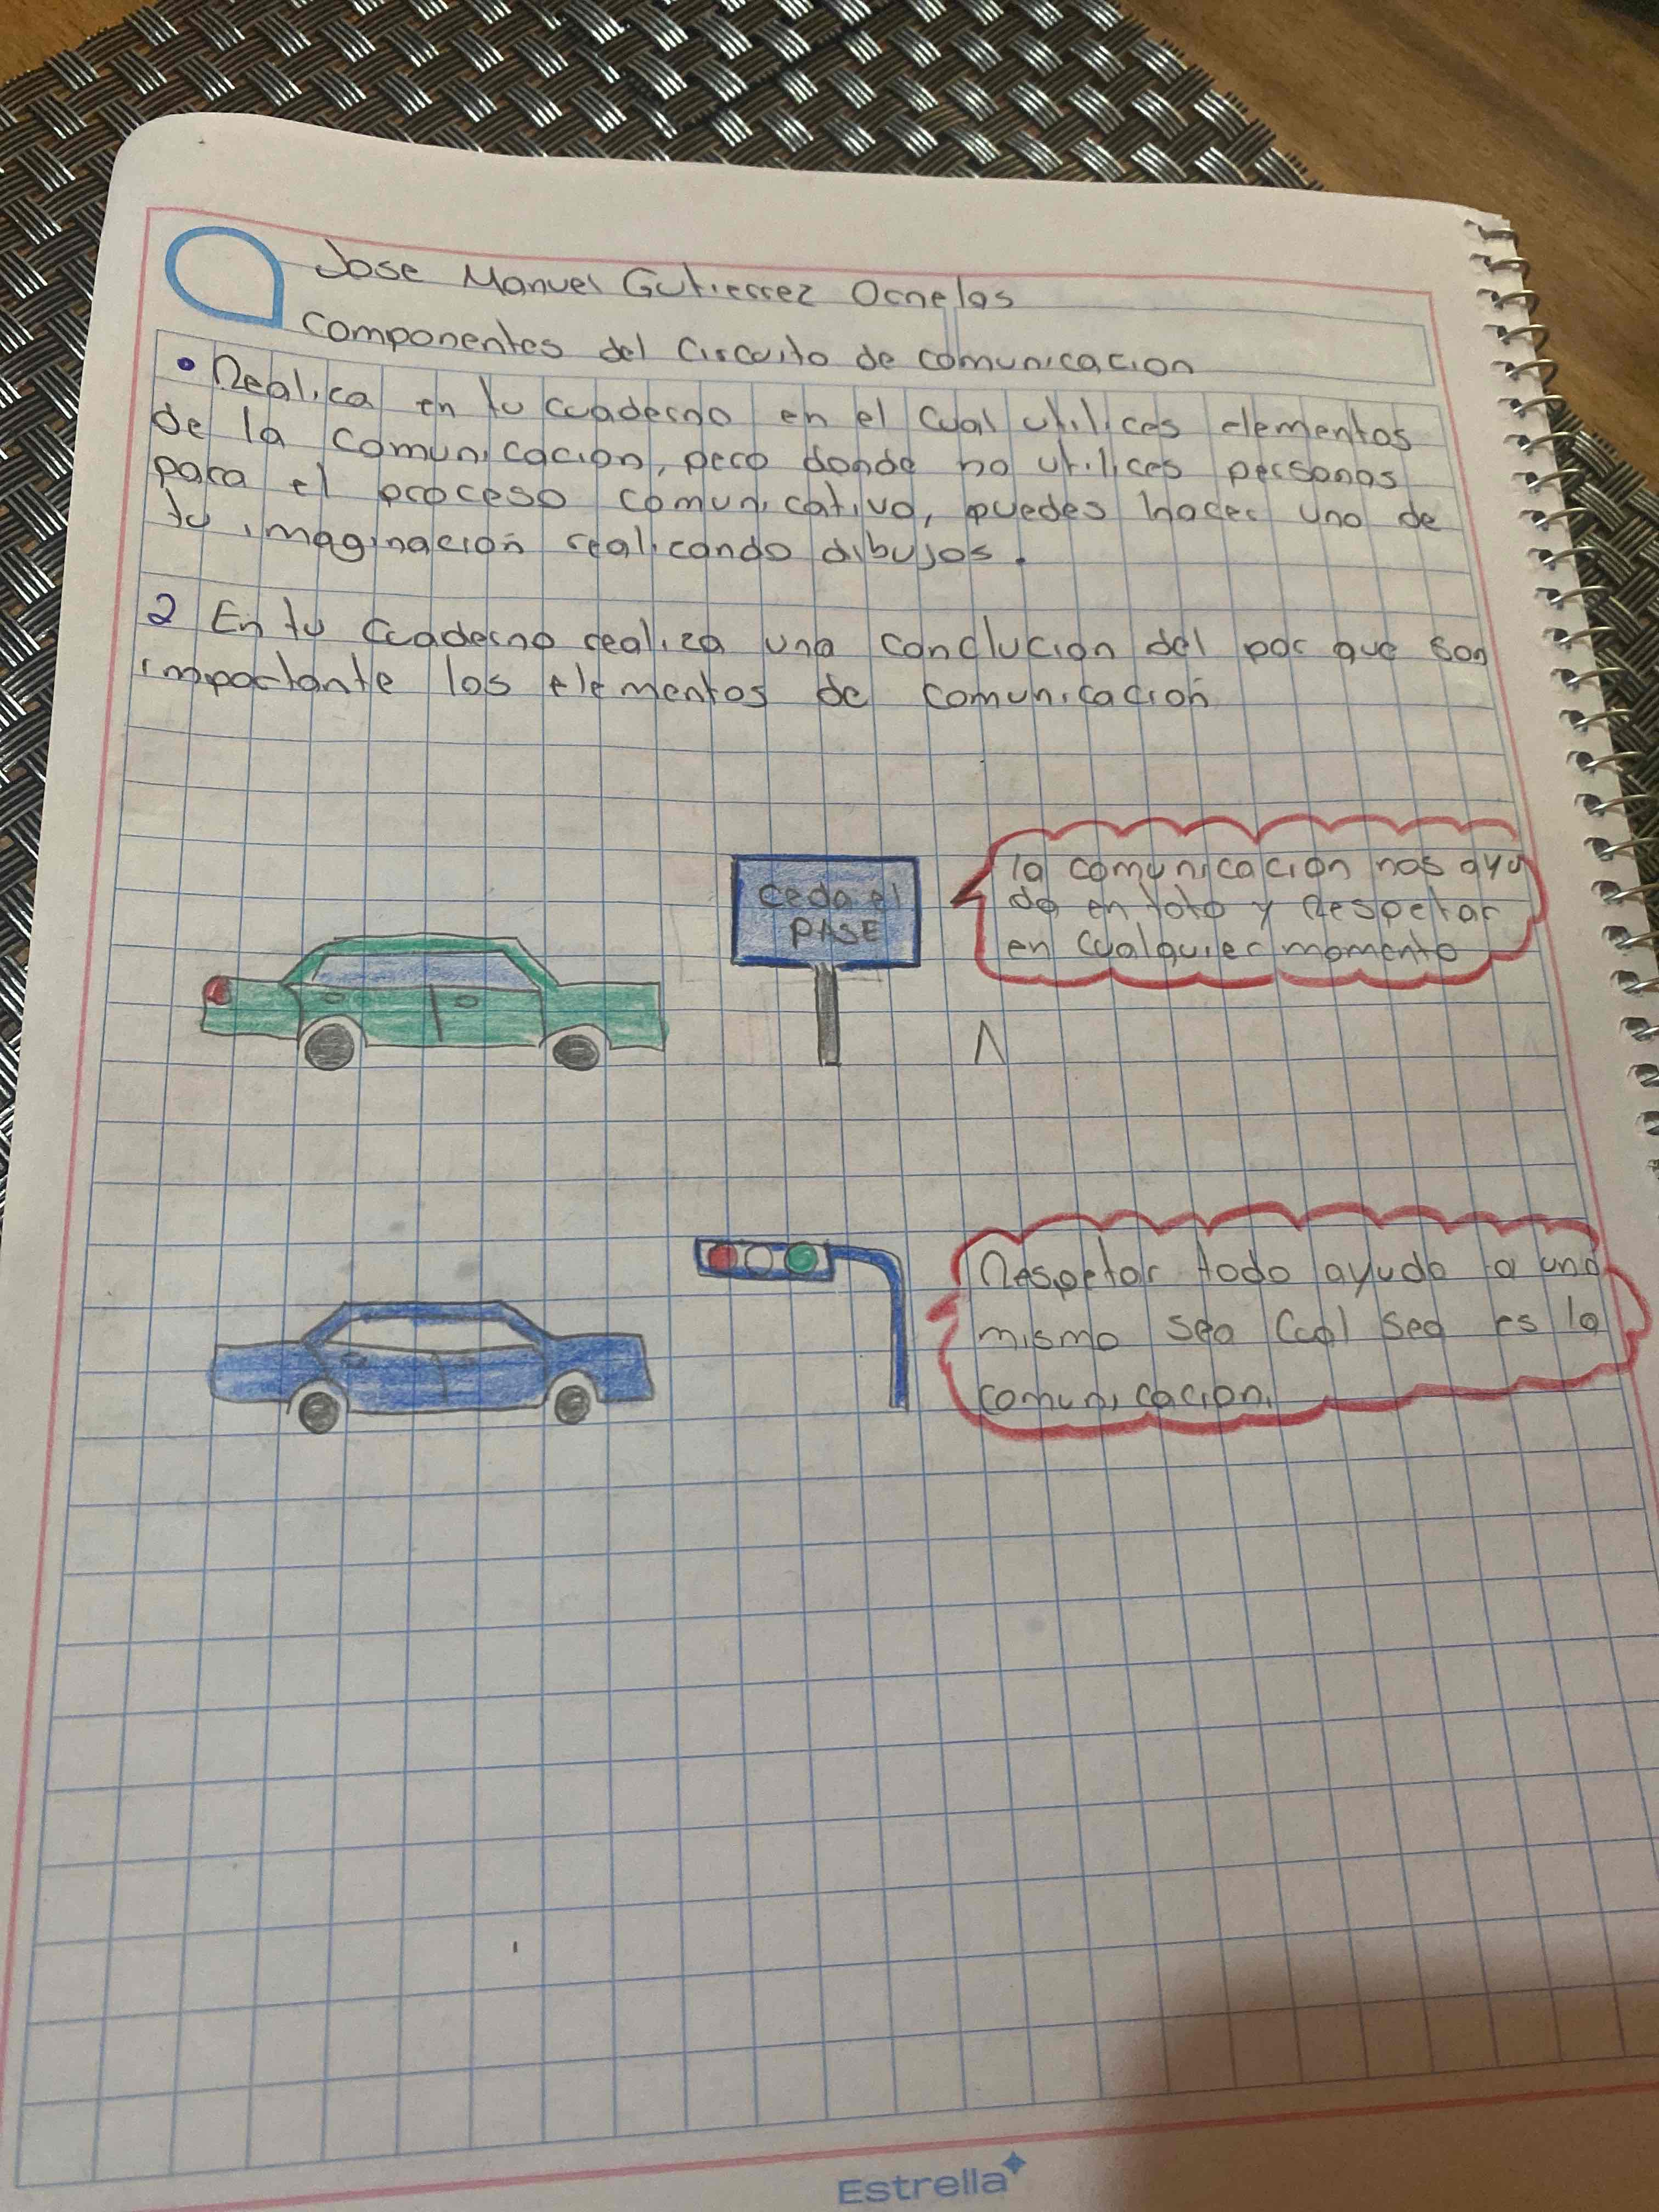 Jose Manuel Gutierrez Ornelas
Componentes del Circuito de comunicacion
• Realica en tu cuaderno en el cual utilices elementos
de la comunicacion, pero donde no utilices personas
para el proceso comunicativo, puedes hacer uno de
tu imaginacion realicando dibujos.
2 En tu cuaderno realiza una conclucion del por que son
importante los elementos de comunicacion
Ceda el
PASE
la comunicacion nos ayu
da en toto y Respetar
en cualquier momento
Respetar todo ayuda a uno
mismo sea cual sea es la
comunicacion.
Estrella